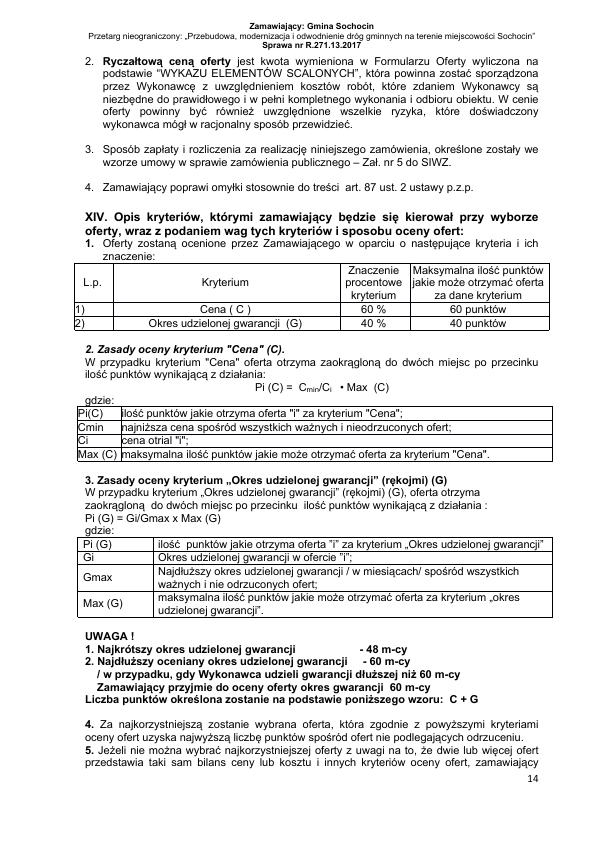 Zamawiający: Gmina Sochocin
Przetarg nieograniczony: „Przebudowa, modernizacja i odwodnienie dróg gminnych na terenie miejscowości Sochocin”
Sprawa nr R.271.13.2017
2. Ryczałtową ceną oferty jest kwota wymieniona w Formularzu Oferty wyliczona na
podstawie “WYKAZU ELEMENTÓW SCALONYCH”, która powinna zostać sporządzona
przez Wykonawcę z uwzględnieniem kosztów robót, które zdaniem Wykonawcy są
niezbędne do prawidłowego i w pełni kompletnego wykonania i odbioru obiektu. W cenie
oferty powinny być również uwzględnione wszelkie ryzyka, które doświadczony
wykonawca mógł w racjonalny sposób przewidzieć.
3. Sposób zapłaty i rozliczenia za realizację niniejszego zamówienia, określone zostały we
wzorze umowy w sprawie zamówienia publicznego – Zał. nr 5 do SIWZ.
4. Zamawiający poprawi omyłki stosownie do treści art. 87 ust. 2 ustawy p.z.p.
XIV. Opis kryteriów, którymi zamawiający będzie się kierował przy wyborze
oferty, wraz z podaniem wag tych kryteriów i sposobu oceny ofert:
1. Oferty zostaną ocenione przez Zamawiającego w oparciu o następujące kryteria i ich
znaczenie:
L.p. Kryterium Znaczenie procentowe kryterium Maksymalna ilość punktów jakie może otrzymać oferta za dane kryterium
1) Cena ( C ) 60 % 60 punktów
2) Okres udzielonej gwarancji (G) 40 % 40 punktów
2. Zasady oceny kryterium "Cena" (C).
W przypadku kryterium "Cena" oferta otrzyma zaokrągloną do dwóch miejsc po przecinku
ilość punktów wynikającą z działania:
Pi (C) = Cmin/Ci • Max (C)
gdzie:
Pi(C) ilość punktów jakie otrzyma oferta "i" za kryterium "Cena";
Cmin najniższa cena spośród wszystkich ważnych i nieodrzuconych ofert;
Ci cena otrial "i";
Max (C) maksymalna ilość punktów jakie może otrzymać oferta za kryterium "Cena".
3. Zasady oceny kryterium „Okres udzielonej gwarancji” (rękojmi) (G)
W przypadku kryterium „Okres udzielonej gwarancji” (rękojmi) (G), oferta otrzyma
zaokrągloną do dwóch miejsc po przecinku ilość punktów wynikającą z działania :
Pi (G) = Gi/Gmax x Max (G)
gdzie:
Pi (G) ilość punktów jakie otrzyma oferta ”i” za kryterium „Okres udzielonej gwarancji”
Gi Okres udzielonej gwarancji w ofercie ”i”;
Gmax Najdłuższy okres udzielonej gwarancji / w miesiącach/ spośród wszystkich
ważnych i nie odrzuconych ofert;
Max (G) maksymalna ilość punktów jakie może otrzymać oferta za kryterium „okres
udzielonej gwarancji”.
UWAGA !
1. Najkrótszy okres udzielonej gwarancji - 48 m-cy
2. Najdłuższy oceniany okres udzielonej gwarancji - 60 m-cy
/ w przypadku, gdy Wykonawca udzieli gwarancji dłuższej niż 60 m-cy
Zamawiający przyjmie do oceny oferty okres gwarancji 60 m-cy
Liczba punktów określona zostanie na podstawie poniższego wzoru: C + G
4. Za najkorzystniejszą zostanie wybrana oferta, która zgodnie z powyższymi kryteriami
oceny ofert uzyska najwyższą liczbę punktów spośród ofert nie podlegających odrzuceniu.
5. Jeżeli nie można wybrać najkorzystniejszej oferty z uwagi na to, że dwie lub więcej ofert
przedstawia taki sam bilans ceny lub kosztu i innych kryteriów oceny ofert, zamawiający
14